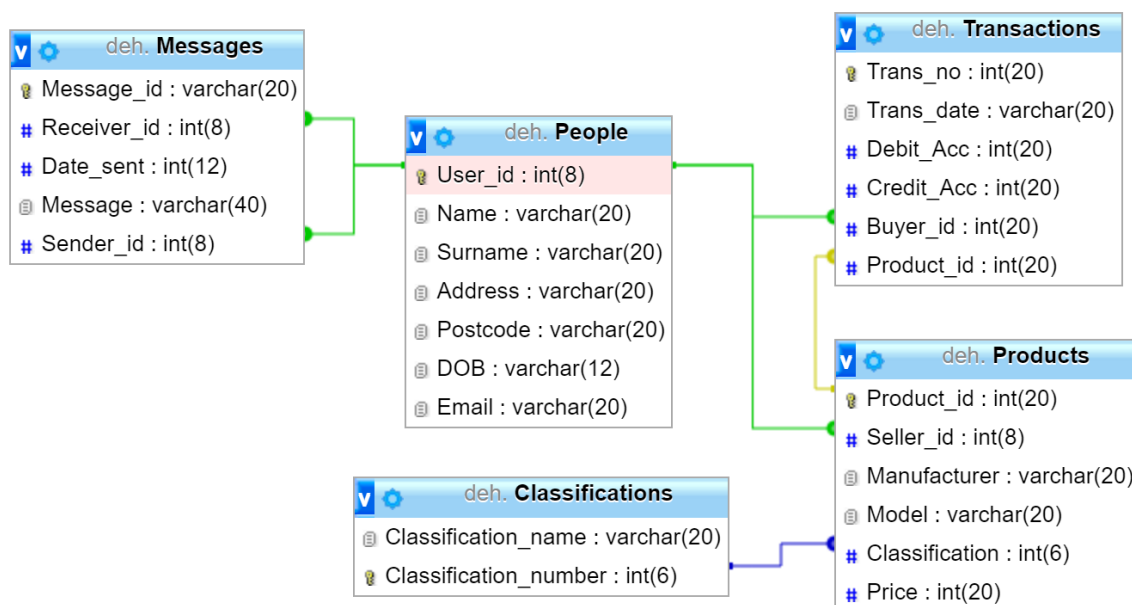 v deh. Messages
Message_id : varchar(20)
# Receiver_id : int(8)
# Date_sent : int(12)
Message : varchar(40)
# Sender_id : int(8)
v deh. People
User_id : int(8)
Name : varchar(20)
Surname : varchar(20)
Address : varchar(20)
Postcode : varchar(20)
DOB : varchar(12)
Email : varchar(20)
v deh. Transactions
Trans_no : int(20)
Trans_date : varchar(20)
# Debit_Acc : int(20)
# Credit_Acc : int(20)
# Buyer_id : int(20)
# Product_id : int(20)
v deh. Products
Product_id : int(20)
# Seller_id : int(8)
Manufacturer : varchar(20)
Model : varchar(20)
# Classification : int(6)
# Price : int(20)
v deh. Classifications
Classification_name : varchar(20)
Classification_number : int(6)